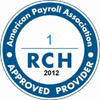 American Payroll Association
1
RCH
2012
APPROVED PROVIDER